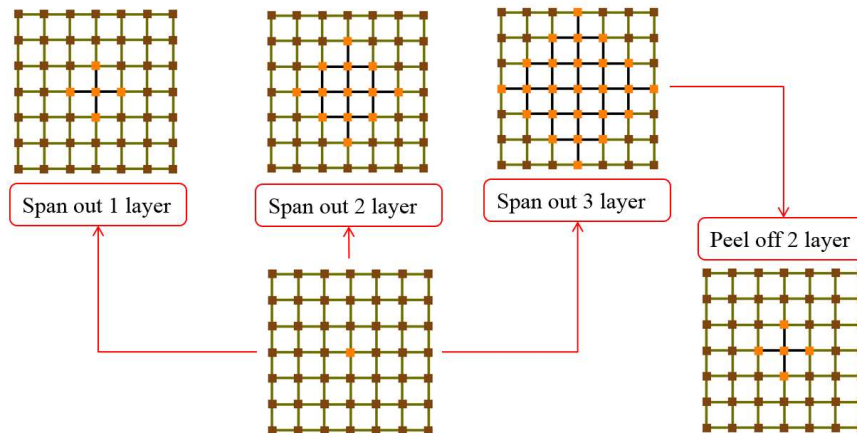 Span out 1 layer
Span out 2 layer
Span out 3 layer
Peel off 2 layer